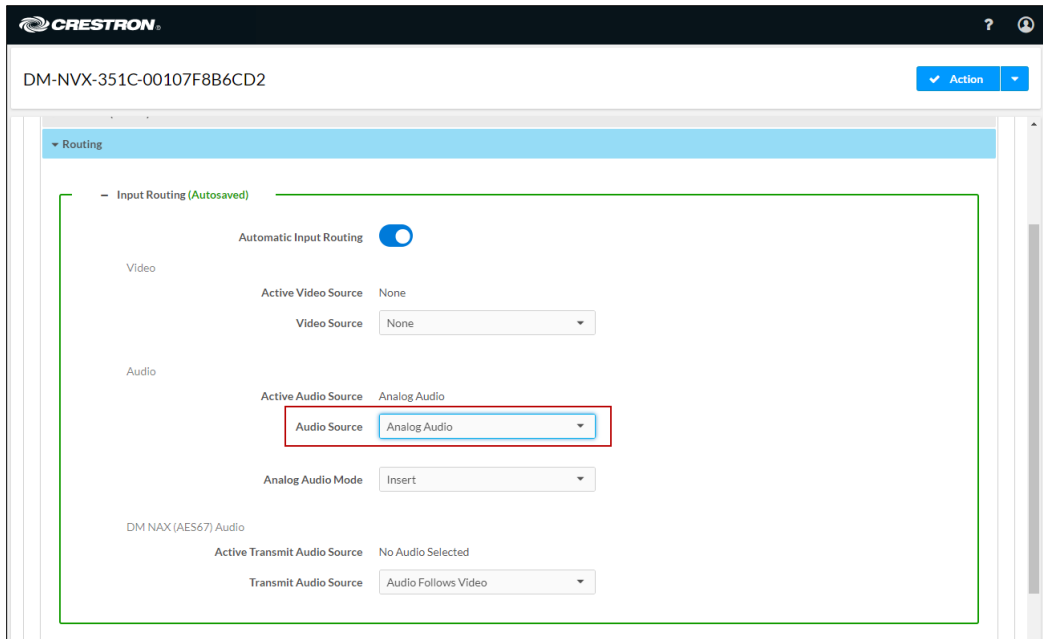 CRESTRON®
?
DM-NVX-351C-00107F8B6CD2
Action
Routing
Input Routing (Autosaved)
Automatic Input Routing
Video
Active Video Source None
Video Source None
Audio
Active Audio Source Analog Audio
Audio Source Analog Audio
Analog Audio Mode Insert
DM NAX (AES67) Audio
Active Transmit Audio Source No Audio Selected
Transmit Audio Source Audio Follows Video